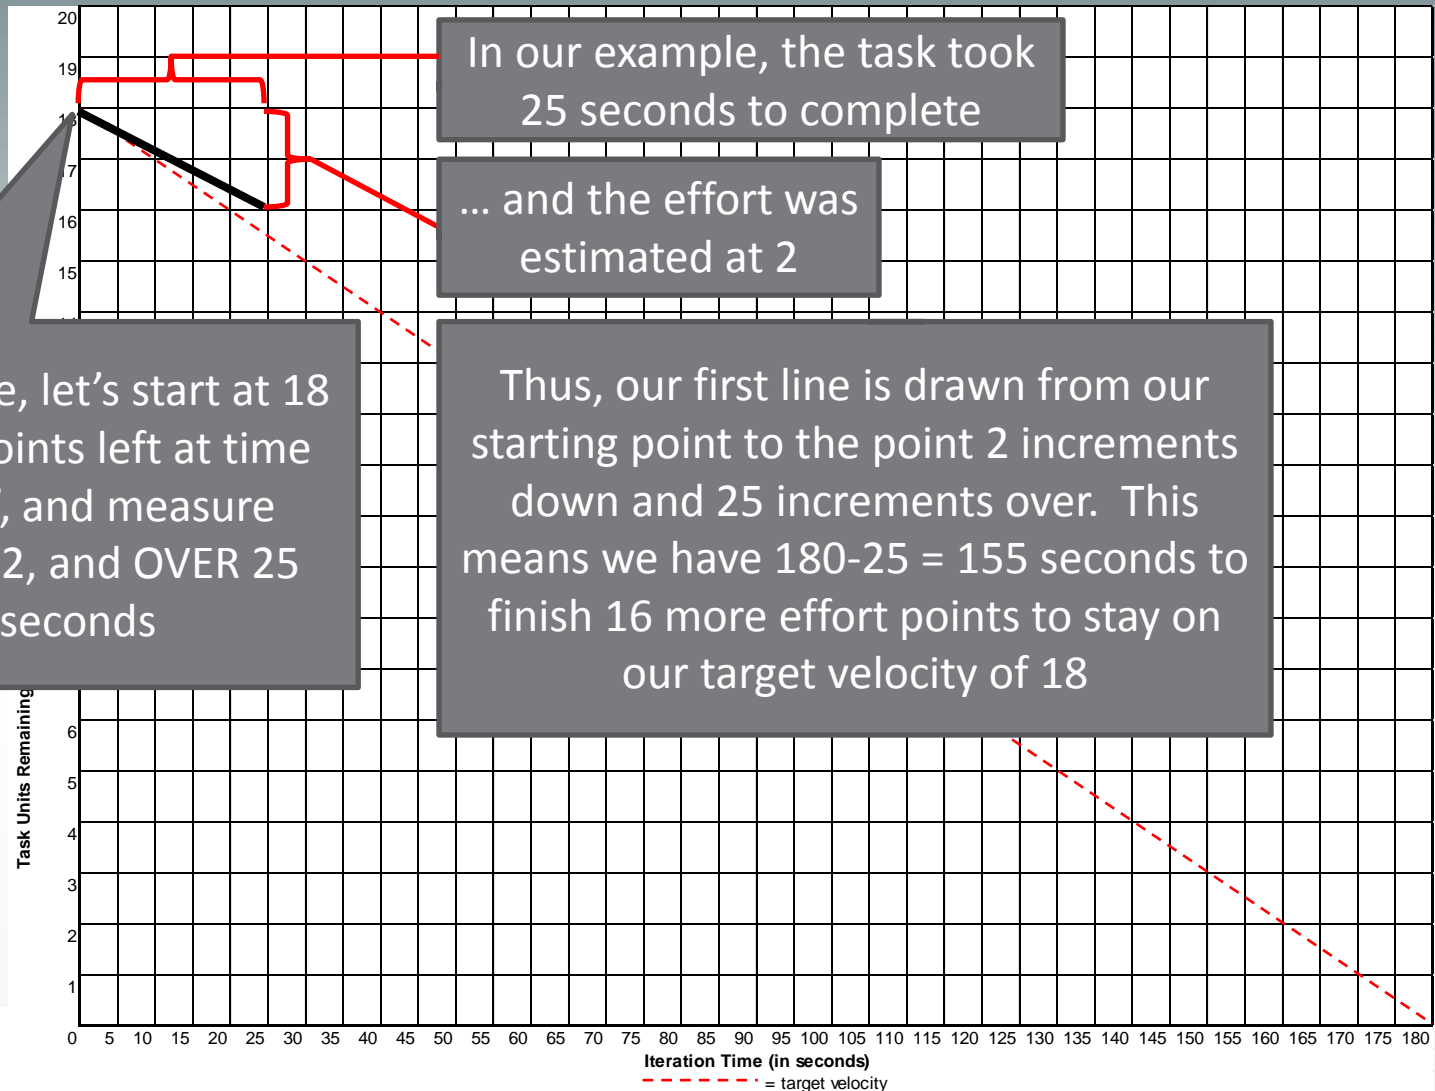 20
In our example, the task took
25 seconds to complete
19
17
… and the effort was
estimated at 2
16
15
e, let’s start at 18
oints left at time
, and measure
2, and OVER 25
seconds
Thus, our first line is drawn from our
starting point to the point 2 increments
down and 25 increments over. This
means we have 180-25 = 155 seconds to
finish 16 more effort points to stay on
our target velocity of 18
Task Units Remaining
6
5
4
3
2
1
0 5 10 15 20 25 30 35 40 45 50 55 60 65 70 75 80 85 90 95 100 105 110 115 120 125 130 135 140 145 150 155 160 165 170 175 180
Iteration Time (in seconds)
= target velocity